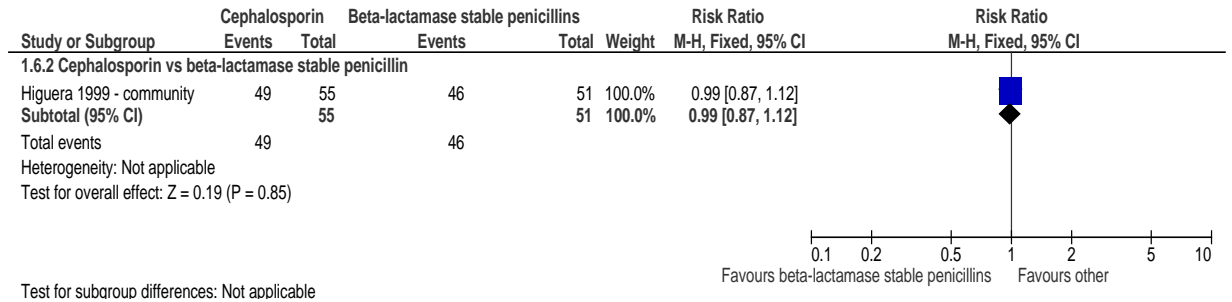 Cephalosporin Beta-lactamase stable penicillins Risk Ratio Risk Ratio
Study or Subgroup Events Total Events Total Weight M-H, Fixed, 95% CI M-H, Fixed, 95% CI
1.6.2 Cephalosporin vs beta-lactamase stable penicillin
Higuera 1999 - community 49 55 46 51 100.0% 0.99 [0.87, 1.12]
Subtotal (95% CI) 55 51 100.0% 0.99 [0.87, 1.12]
Total events 49 46
Heterogeneity: Not applicable
Test for overall effect: Z = 0.19 (P = 0.85)
0.1 0.2 0.5 1 2 5 10
Favours beta-lactamase stable penicillins Favours other
Test for subgroup differences: Not applicable